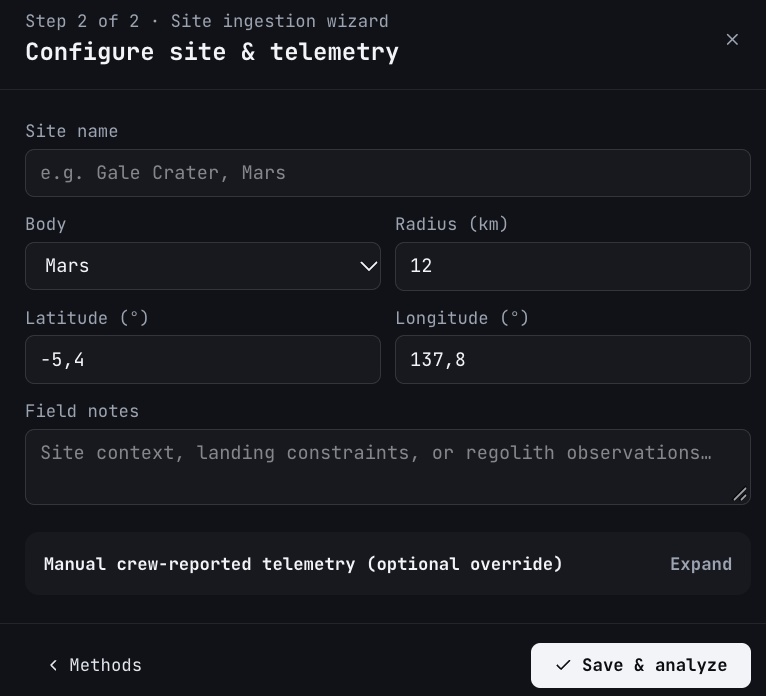 Step 2 of 2 · Site ingestion wizard
Configure site & telemetry
Site name
e.g. Gale Crater, Mars
Body
Radius (km)
Mars
12
Latitude (°)
Longitude (°)
-5,4
137,8
Field notes
Site context, landing constraints, or regolith observations…
Manual crew-reported telemetry (optional override)
Expand
Methods
Save & analyze